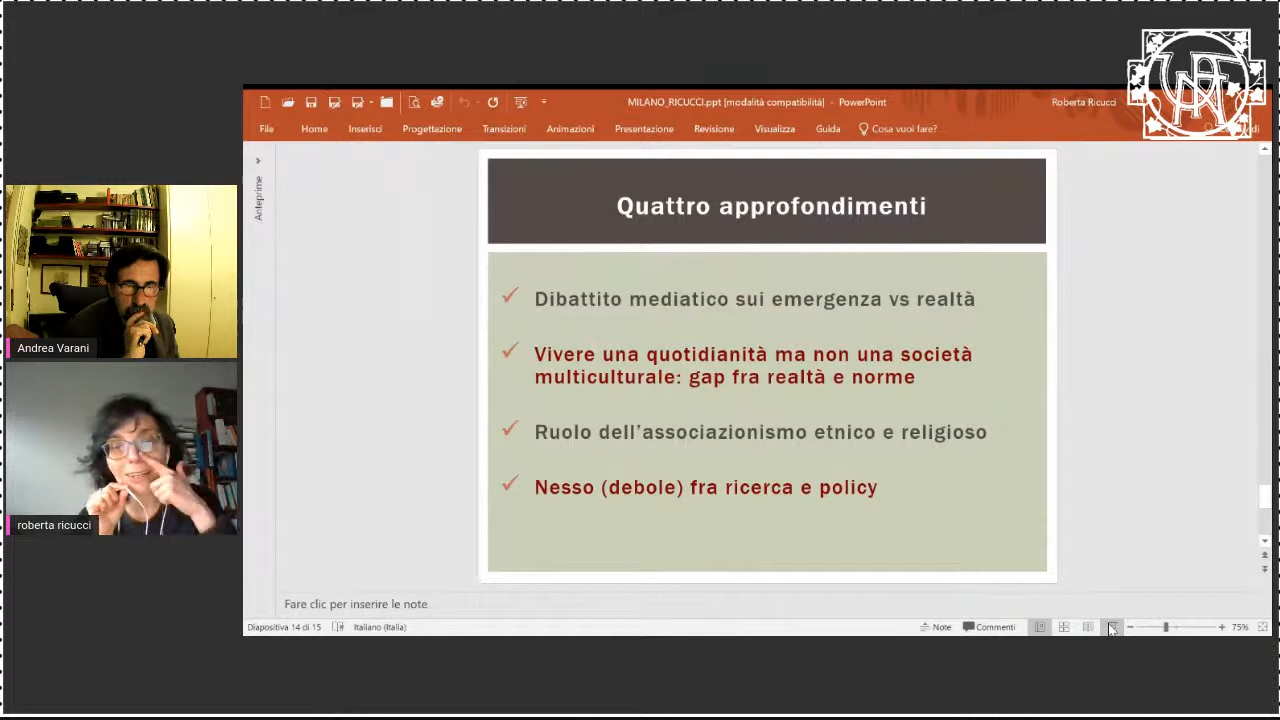 MILANO_RICUCCI.ppt [modalità compatibilità] - PowerPoint
Roberta Ricucci
File Home Inserisci Progettazione Transizioni Animazioni Presentazione Revisione Visualizza Guida Cosa vuoi fare?
Anteprime
Quattro approfondimenti
Dibattito mediatico sui emergenza vs realtà
Vivere una quotidianità ma non una società
multiculturale: gap fra realtà e norme
Ruolo dell'associazionismo etnico e religioso
Nesso (debole) fra ricerca e policy
Andrea Varani
roberta ricucci
Fare clic per inserire le note
Diapositiva 14 di 15 Italiano (Italia) Note Commenti 75%